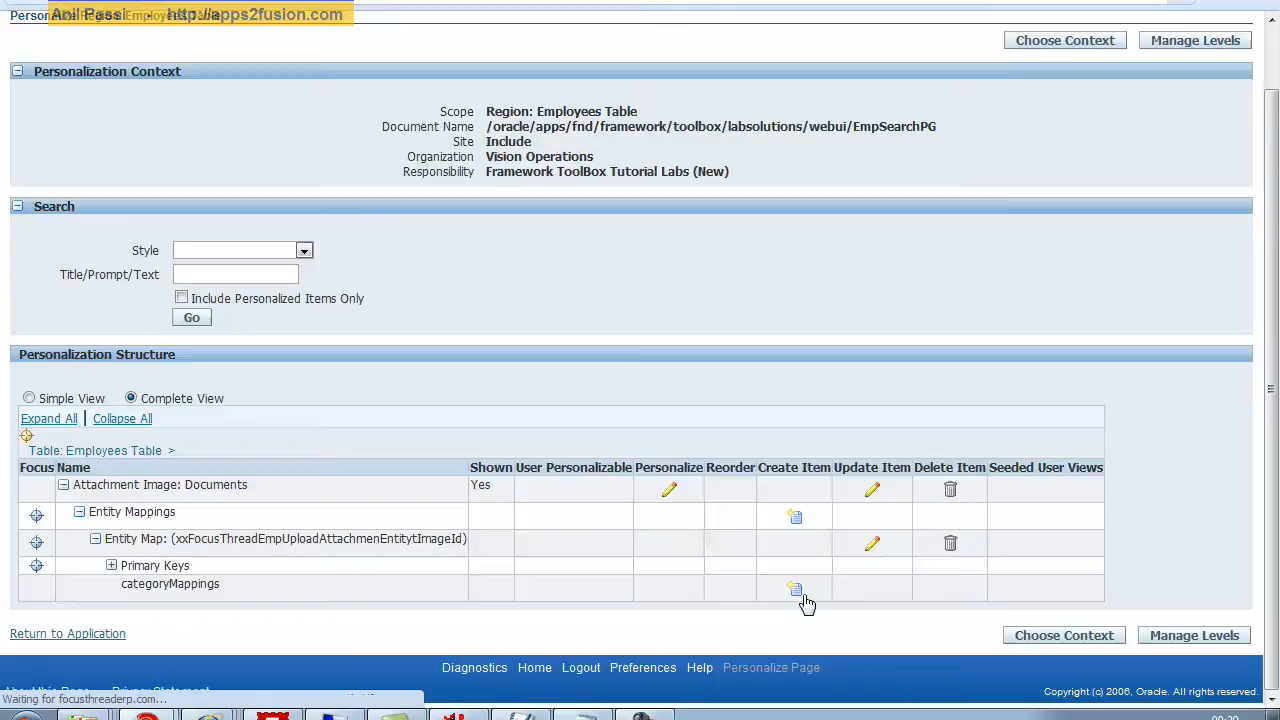 Anil Passi - http://apps2fusion.com
Choose Context Manage Levels
Personalization Context
Scope Region: Employees Table
Document Name /oracle/apps/fnd/framework/toolbox/labsolutions/webui/EmpSearchPG
Site Include
Organization Vision Operations
Responsibility Framework ToolBox Tutorial Labs (New)
Search
Style
Title/Prompt/Text
Include Personalized Items Only
Go
Personalization Structure
Simple View Complete View
Expand All | Collapse All
Table: Employees Table >
Focus Name Shown User Personalizable Personalize Reorder Create Item Update Item Delete Item Seeded User Views
Attachment Image: Documents Yes
Entity Mappings
Entity Map: (xxFocusThreadEmpUploadAttachmenEntitytImageId)
Primary Keys
categoryMappings
Return to Application Choose Context Manage Levels
Diagnostics Home Logout Preferences Help Personalize Page
About this Page Privacy Statement Copyright (c) 2006, Oracle. All rights reserved.
Waiting for focusthreaderp.com...